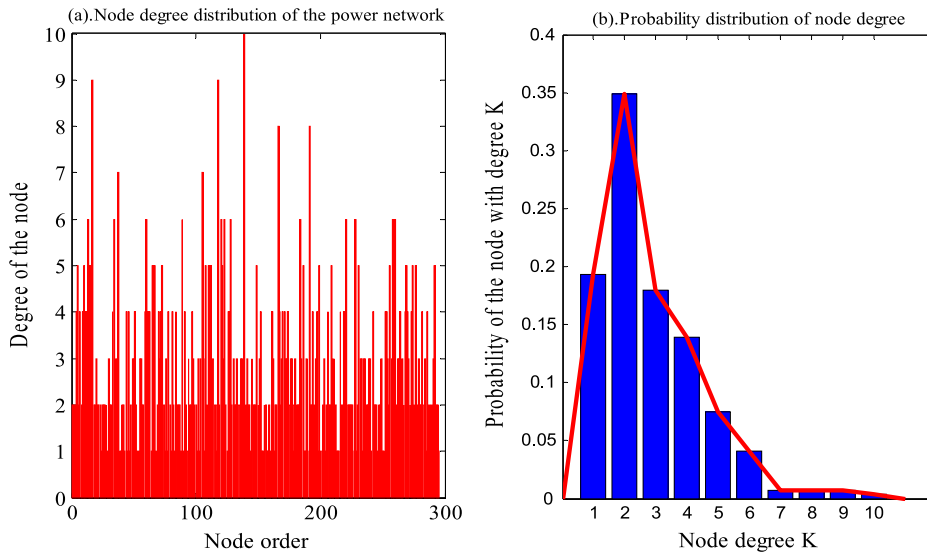 (a).Node degree distribution of the power network
10
9
8
7
6
5
4
3
2
1
0
0 100 200 300
Degree of the node
Node order
(b).Probability distribution of node degree
0.4
0.35
0.3
0.25
0.2
0.15
0.1
0.05
0
1 2 3 4 5 6 7 8 9 10
Probability of the node with degree K
Node degree K